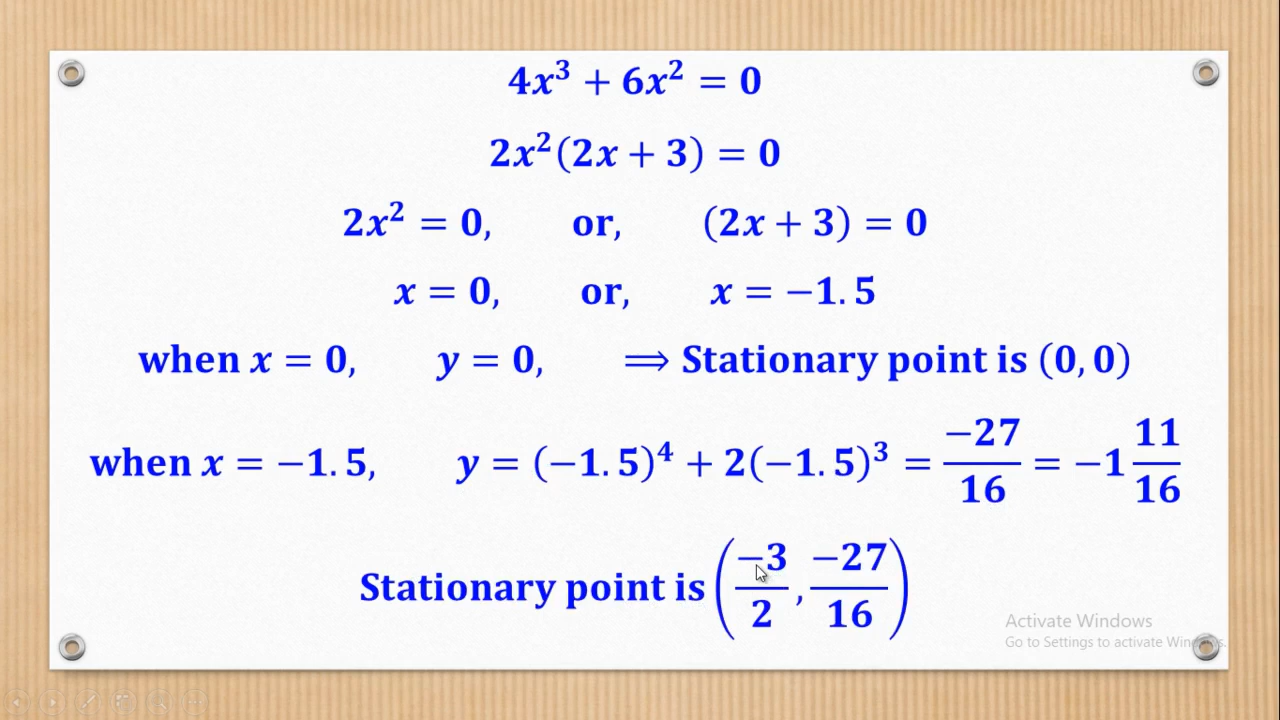 4x³ + 6x² = 0
2x²(2x + 3) = 0
2x² = 0, or, (2x + 3) = 0
x = 0, or, x = −1.5
when x = 0, y = 0, ⟹ Stationary point is (0, 0)
when x = −1.5, y = (−1.5)⁴ + 2(−1.5)³ = −27/16 = −1 11/16
Stationary point is (−3/2, −27/16)
Activate Windows
Go to Settings to activate Windows.